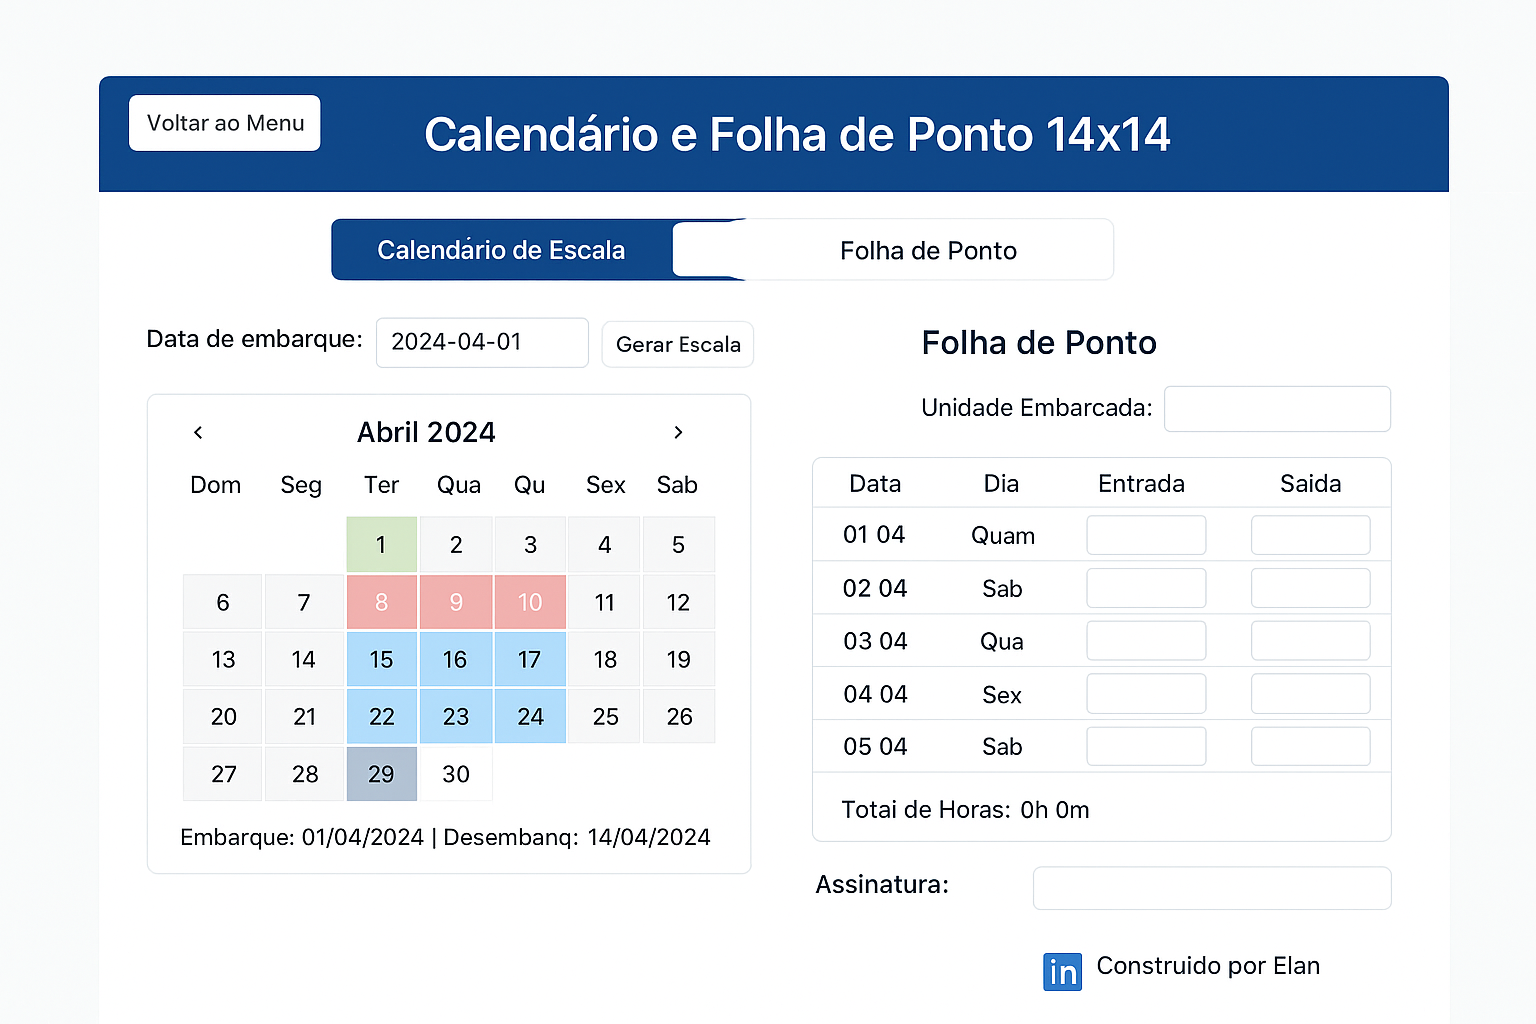 Voltar ao Menu
Calendário e Folha de Ponto 14x14
Calendário de Escala
Folha de Ponto
Data de embarque: 2024-04-01 Gerar Escala
‹ Abril 2024 ›
Dom Seg Ter Qua Qu Sex Sab
1 2 3 4 5
6 7 8 9 10 11 12
13 14 15 16 17 18 19
20 21 22 23 24 25 26
27 28 29 30
Embarque: 01/04/2024 | Desembanq: 14/04/2024
Folha de Ponto
Unidade Embarcada:
Data Dia Entrada Saida
01 04 Quam
02 04 Sab
03 04 Qua
04 04 Sex
05 04 Sab
Totai de Horas: 0h 0m
Assinatura:
in Construido por Elan